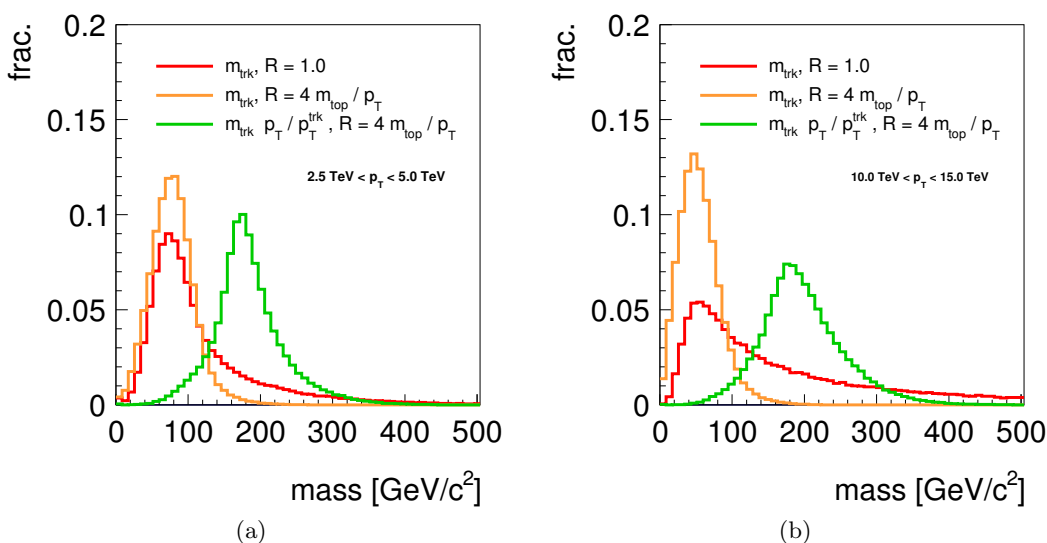 frac.
0.2
0.15
0.1
0.05
0
m_trk, R = 1.0
m_trk, R = 4 m_top / p_T
m_trk p_T / p_T^trk , R = 4 m_top / p_T
2.5 TeV < p_T < 5.0 TeV
0 100 200 300 400 500
mass [GeV/c²]
(a)
frac.
0.2
0.15
0.1
0.05
0
m_trk, R = 1.0
m_trk, R = 4 m_top / p_T
m_trk p_T / p_T^trk , R = 4 m_top / p_T
10.0 TeV < p_T < 15.0 TeV
0 100 200 300 400 500
mass [GeV/c²]
(b)